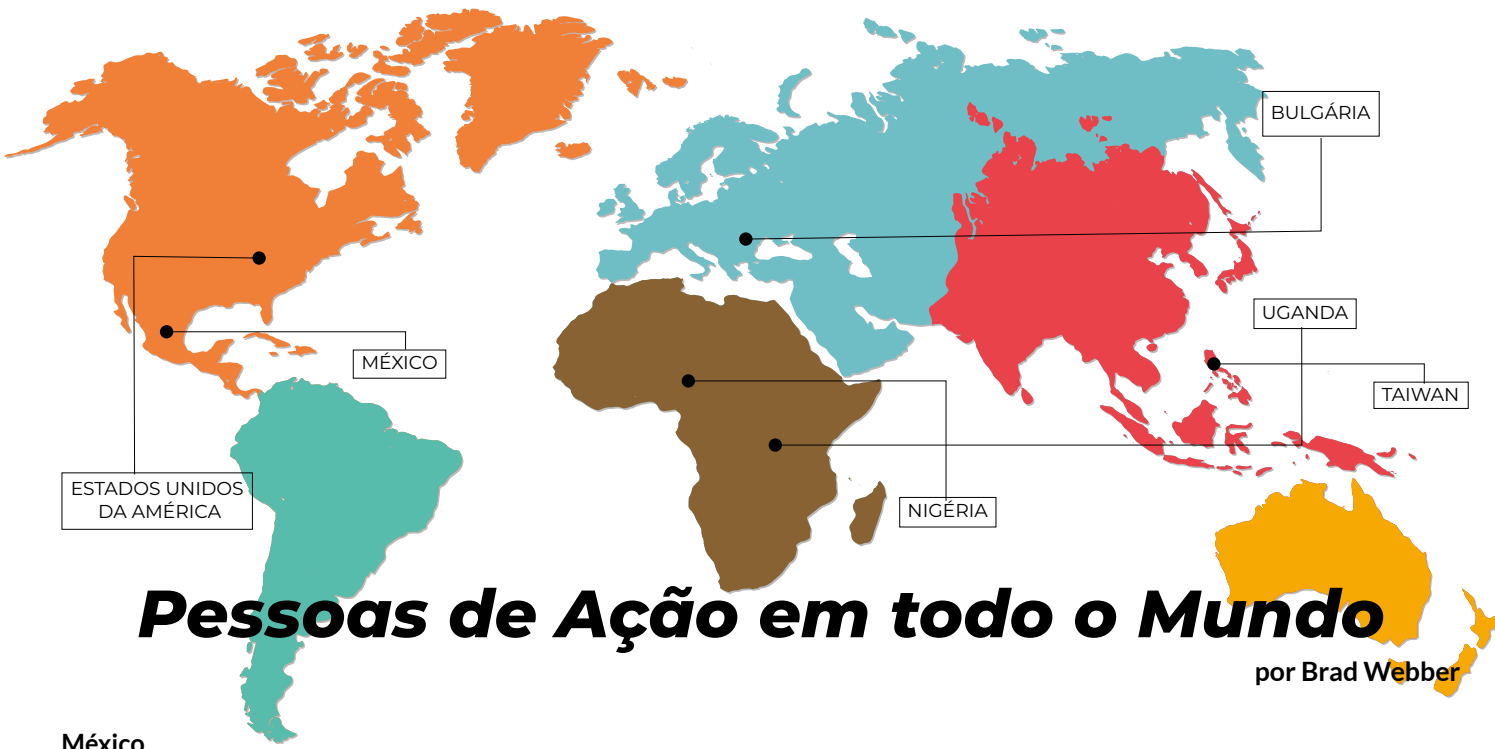 BULGÁRIA
UGANDA
MÉXICO
TAIWAN
ESTADOS UNIDOS
DA AMÉRICA
NIGÉRIA
Pessoas de Ação em todo o Mundo
por Brad Webber
México